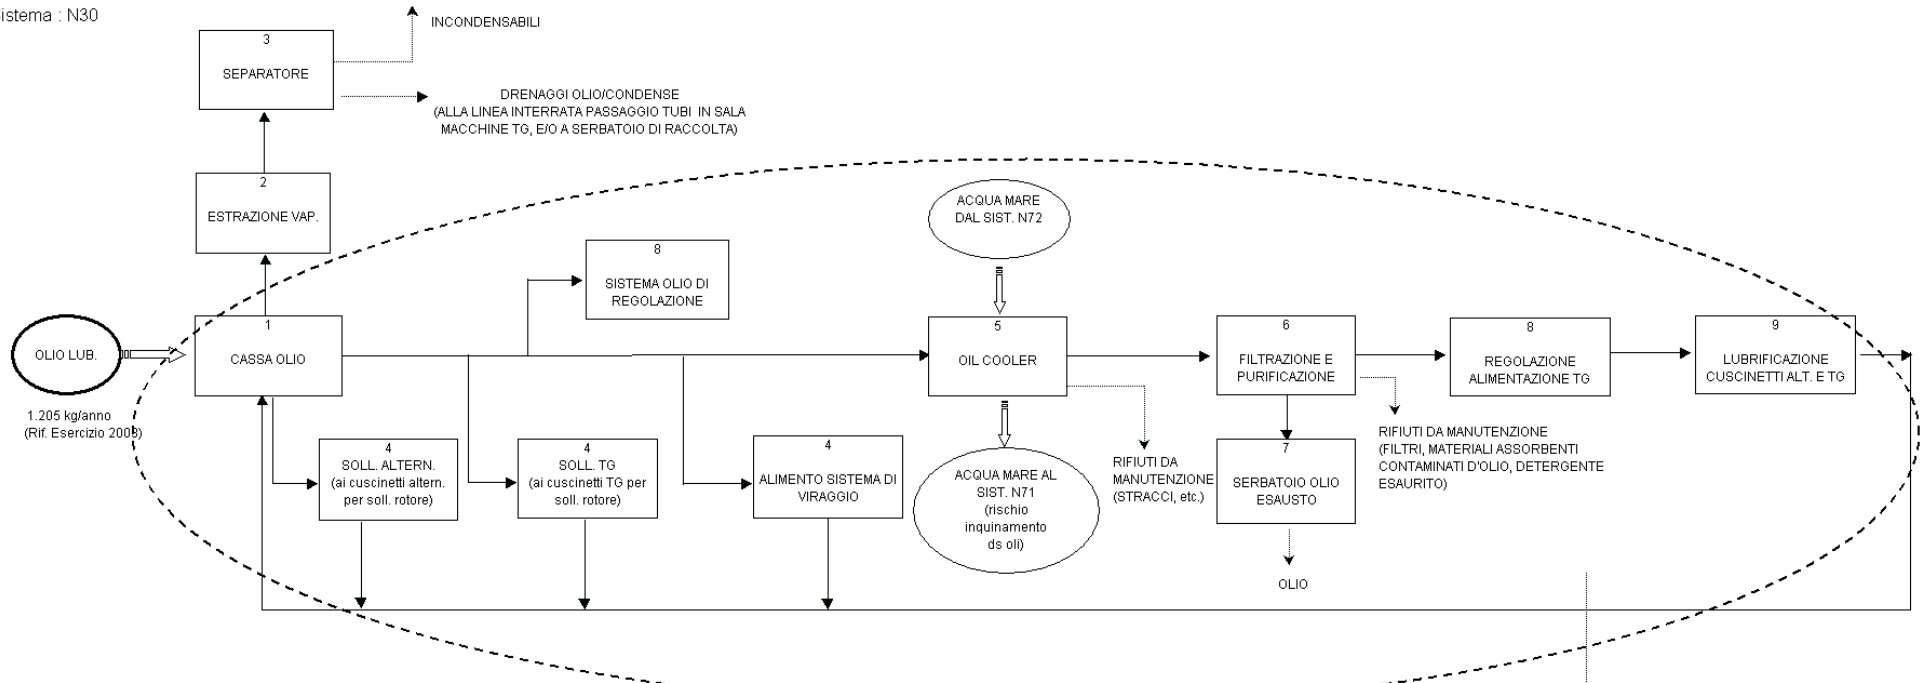 istema : N30
INCONDENSABILI
3
SEPARATORE
DRENAGGI OLIO/CONDENSE
(ALLA LINEA INTERRATA PASSAGGIO TUBI IN SALA
MACCHINE TG, E/O A SERBATOIO DI RACCOLTA)
2
ESTRAZIONE VAP.
ACQUA MARE
DAL SIST. N72
8
SISTEMA OLIO DI
REGOLAZIONE
OLIO LUB.
1.205 kg/anno
(Rif. Esercizio 2008)
1
CASSA OLIO
5
OIL COOLER
6
FILTRAZIONE E
PURIFICAZIONE
8
REGOLAZIONE
ALIMENTAZIONE TG
9
LUBRIFICAZIONE
CUSCINETTI ALT. E TG
4
SOLL. ALTERN.
(ai cuscinetti altern.
per soll. rotore)
4
SOLL. TG
(ai cuscinetti TG per
soll. rotore)
4
ALIMENTO SISTEMA DI
VIRAGGIO
ACQUA MARE AL
SIST. N71
(rischio
inquinamento
ds oli)
RIFIUTI DA
MANUTENZIONE
(STRACCI, etc.)
7
SERBATOIO OLIO
ESAUSTO
OLIO
RIFIUTI DA MANUTENZIONE
(FILTRI, MATERIALI ASSORBENTI
CONTAMINATI D'OLIO, DETERGENTE
ESAURITO)